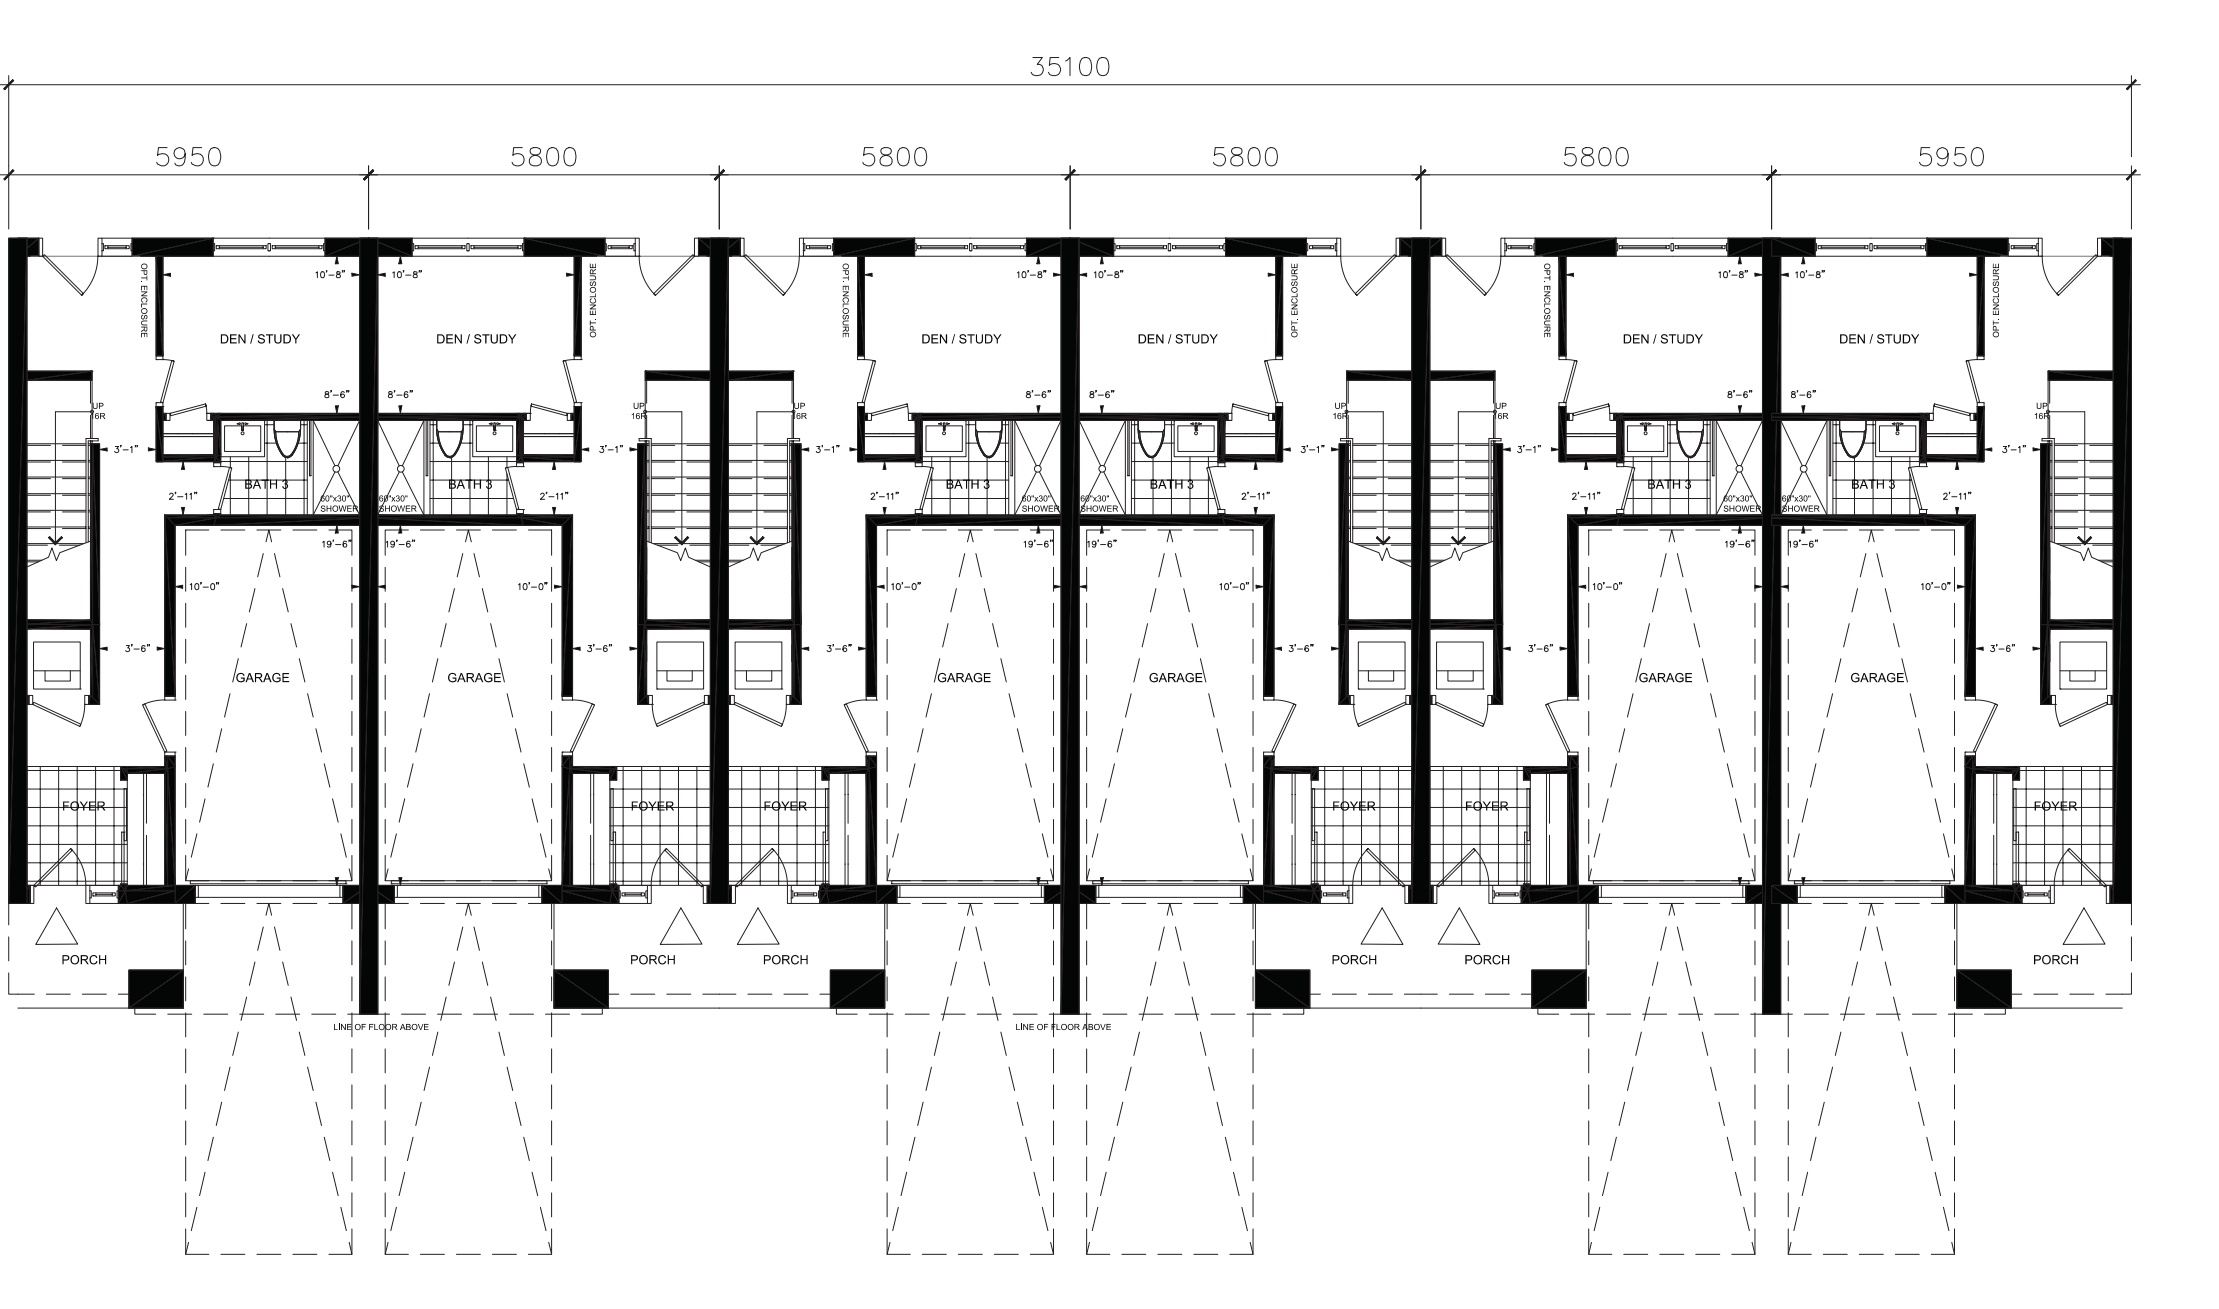 35100
5950 5800 5800 5800 5800 5950
10'-8" 10'-8" 10'-8" 10'-8" 10'-8" 10'-8"
OPT. ENCLOSURE OPT. ENCLOSURE OPT. ENCLOSURE OPT. ENCLOSURE OPT. ENCLOSURE OPT. ENCLOSURE
DEN / STUDY DEN / STUDY DEN / STUDY DEN / STUDY DEN / STUDY DEN / STUDY
8'-6" 8'-6" 8'-6" 8'-6" 8'-6" 8'-6"
UP UP UP UP UP UP
16R 16R 16R 16R 16R 16R
3'-1" 3'-1" 3'-1" 3'-1" 3'-1" 3'-1"
BATH 3 BATH 3 BATH 3 BATH 3 BATH 3 BATH 3
2'-11" 2'-11" 2'-11" 2'-11" 2'-11" 2'-11"
60"x30" 60"x30" 60"x30" 60"x30" 60"x30" 60"x30"
SHOWER SHOWER SHOWER SHOWER SHOWER SHOWER
19'-6" 19'-6" 19'-6" 19'-6" 19'-6" 19'-6"
10'-0" 10'-0" 10'-0" 10'-0" 10'-0" 10'-0"
3'-6" 3'-6" 3'-6" 3'-6" 3'-6" 3'-6"
GARAGE GARAGE GARAGE GARAGE GARAGE GARAGE
FOYER FOYER FOYER FOYER FOYER FOYER
PORCH PORCH PORCH PORCH PORCH PORCH
LINE OF FLOOR ABOVE LINE OF FLOOR ABOVE